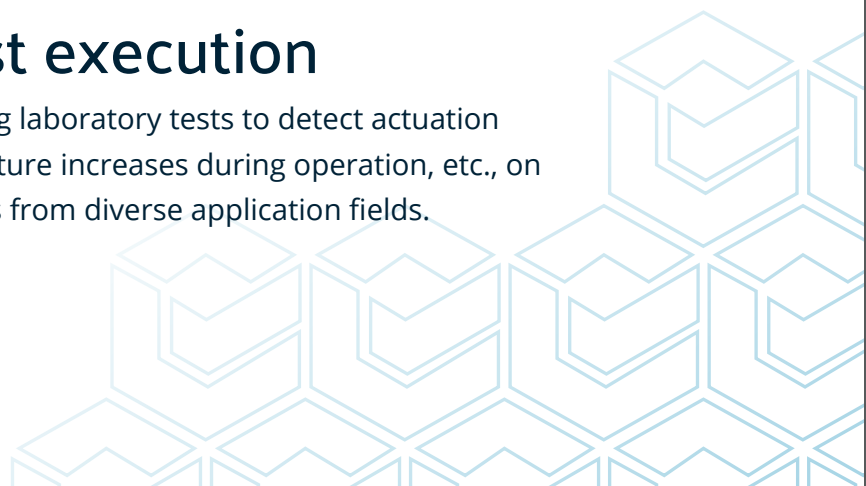 st execution
g laboratory tests to detect actuation
ture increases during operation, etc., on
s from diverse application fields.